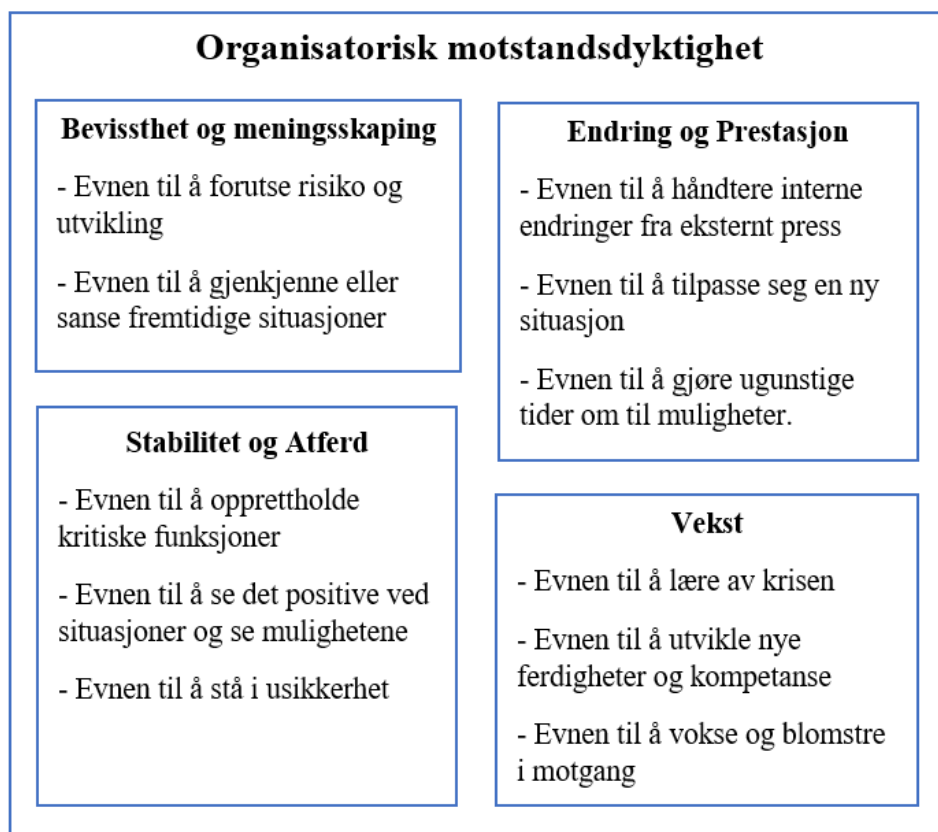 Organisatorisk motstandsdyktighet
Bevissthet og meningsskaping
- Evnen til å forutse risiko og
utvikling
- Evnen til å gjenkjenne eller
sanse fremtidige situasjoner
Endring og Prestasjon
- Evnen til å håndtere interne
endringer fra eksternt press
- Evnen til å tilpasse seg en ny
situasjon
- Evnen til å gjøre ugunstige
tider om til muligheter.
Stabilitet og Atferd
- Evnen til å opprettholde
kritiske funksjoner
- Evnen til å se det positive ved
situasjoner og se mulighetene
- Evnen til å stå i usikkerhet
Vekst
- Evnen til å lære av krisen
- Evnen til å utvikle nye
ferdigheter og kompetanse
- Evnen til å vokse og blomstre
i motgang